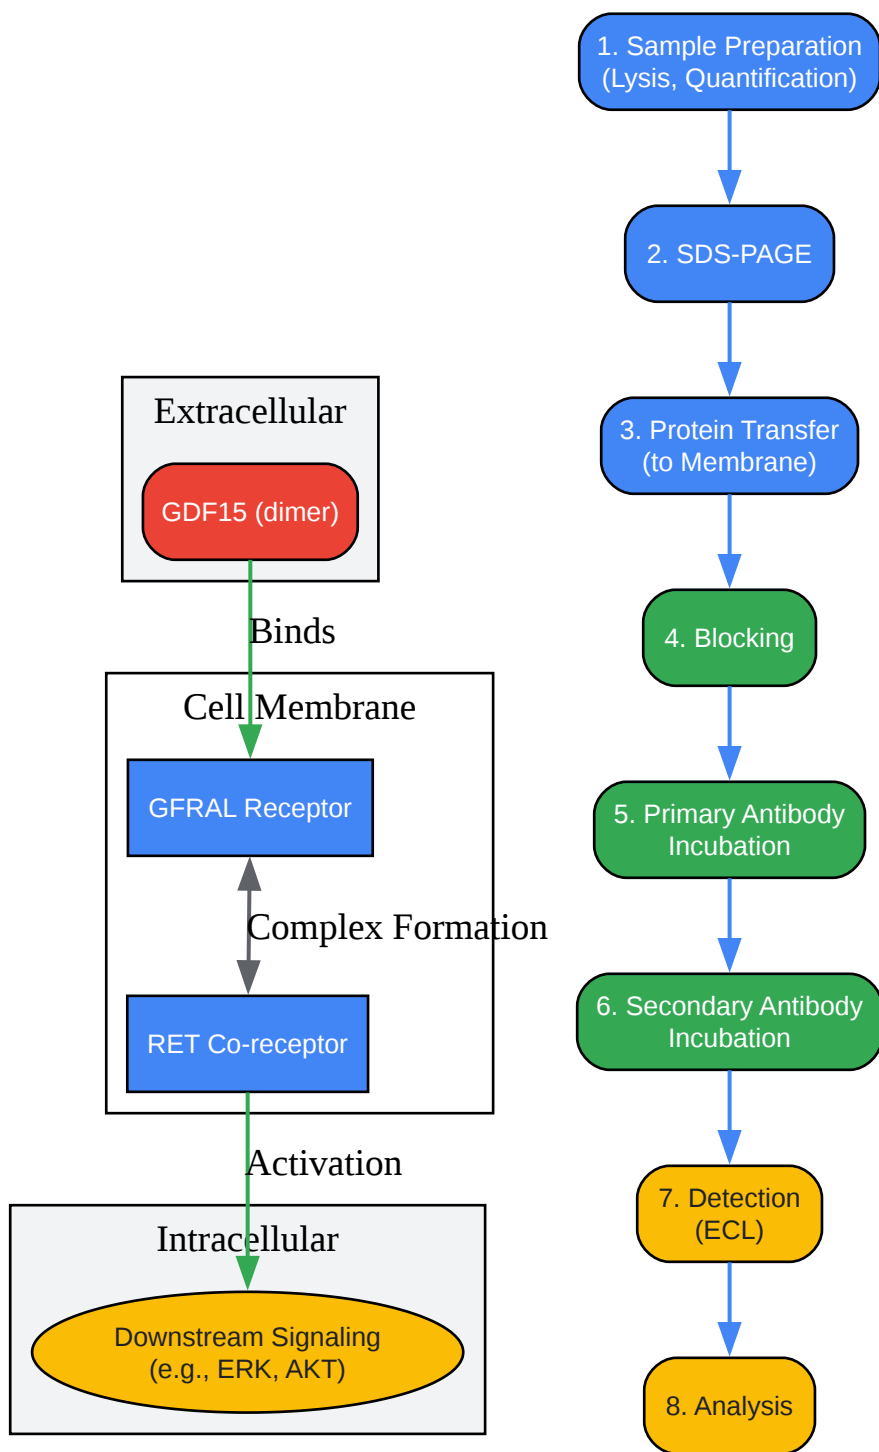 Extracellular
GDF15 (dimer)
Binds
Cell Membrane
GFRAL Receptor
Complex Formation
RET Co-receptor
Activation
Intracellular
Downstream Signaling
(e.g., ERK, AKT)
1. Sample Preparation
(Lysis, Quantification)
2. SDS-PAGE
3. Protein Transfer
(to Membrane)
4. Blocking
5. Primary Antibody
Incubation
6. Secondary Antibody
Incubation
7. Detection
(ECL)
8. Analysis